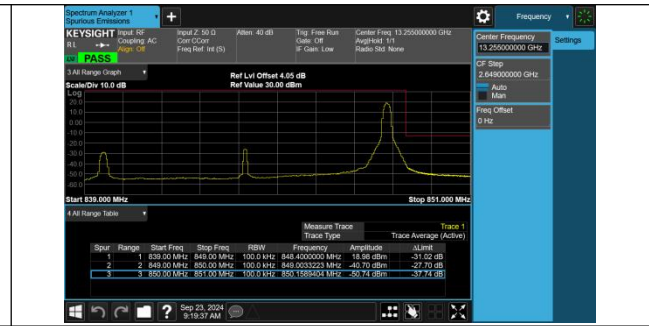 Spectrum Analyzer 1
Spurious Emissions
Frequency
KEYSIGHT Input: RF Input Z: 50 Ω Atten: 40 dB Trig: Free Run Center Freq: 13.255000000 GHz
RL Coupling: AC Corr CCorr Gate: Off Avg|Hold: 1/1
Align: Off Freq Ref: Int (S) IF Gain: Low Radio Std: None
PASS
Center Frequency
13.255000000 GHz
Settings
CF Step
2.649000000 GHz
Auto
Man
Freq Offset
0 Hz
3 All Range Graph
Ref Lvl Offset 4.05 dB
Scale/Div 10.0 dB Ref Value 30.00 dBm
Log
20.0
10.0
0.00
-10.0
-20.0
-30.0
-40.0
-50.0
-60.0
Start 839.000 MHz Stop 851.000 MHz
4 All Range Table
Measure Trace Trace 1
Trace Type Trace Average (Active)
Spur Range Start Freq Stop Freq RBW Frequency Amplitude ΔLimit
1 1 839.00 MHz 849.00 MHz 100.0 kHz 848.4000000 MHz 18.98 dBm -31.02 dB
2 2 849.00 MHz 850.00 MHz 100.0 kHz 849.0033223 MHz -40.70 dBm -27.70 dB
3 3 850.00 MHz 851.00 MHz 100.0 kHz 850.1589404 MHz -50.74 dBm -37.74 dB
Sep 23, 2024
9:19:37 AM